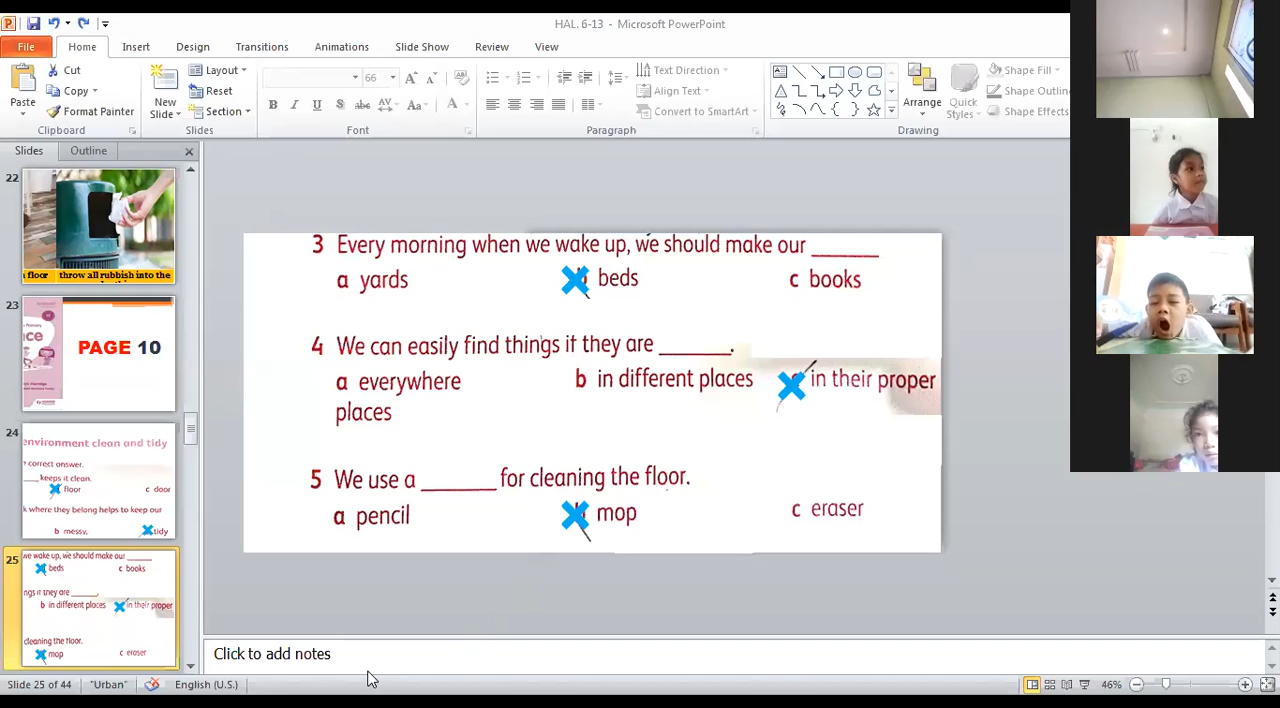 HAL. 6-13 - Microsoft PowerPoint
File Home Insert Design Transitions Animations Slide Show Review View
Paste
Cut
Copy
Format Painter
Clipboard
New
Slide
Layout
Reset
Section
Slides
66
B I U S abc AV Aa A
Font
Text Direction
Align Text
Convert to SmartArt
Paragraph
Arrange
Quick
Styles
Shape Fill
Shape Outline
Shape Effects
Drawing
Slides Outline
22
floor throw all rubbish into the
23
PAGE 10
24
environment clean and tidy
correct answer.
keeps it clean.
floor c door
where they belong helps to keep our
b messy, tidy
25
we wake up, we should make our ______
beds c books
ngs if they are ______.
b in different places in their proper
cleaning the floor.
mop c eraser
3 Every morning when we wake up, we should make our ______
a yards beds c books
4 We can easily find things if they are ______.
a everywhere b in different places in their proper
places
5 We use a ______ for cleaning the floor.
a pencil mop c eraser
Click to add notes
Slide 25 of 44 "Urban" English (U.S.) 46%